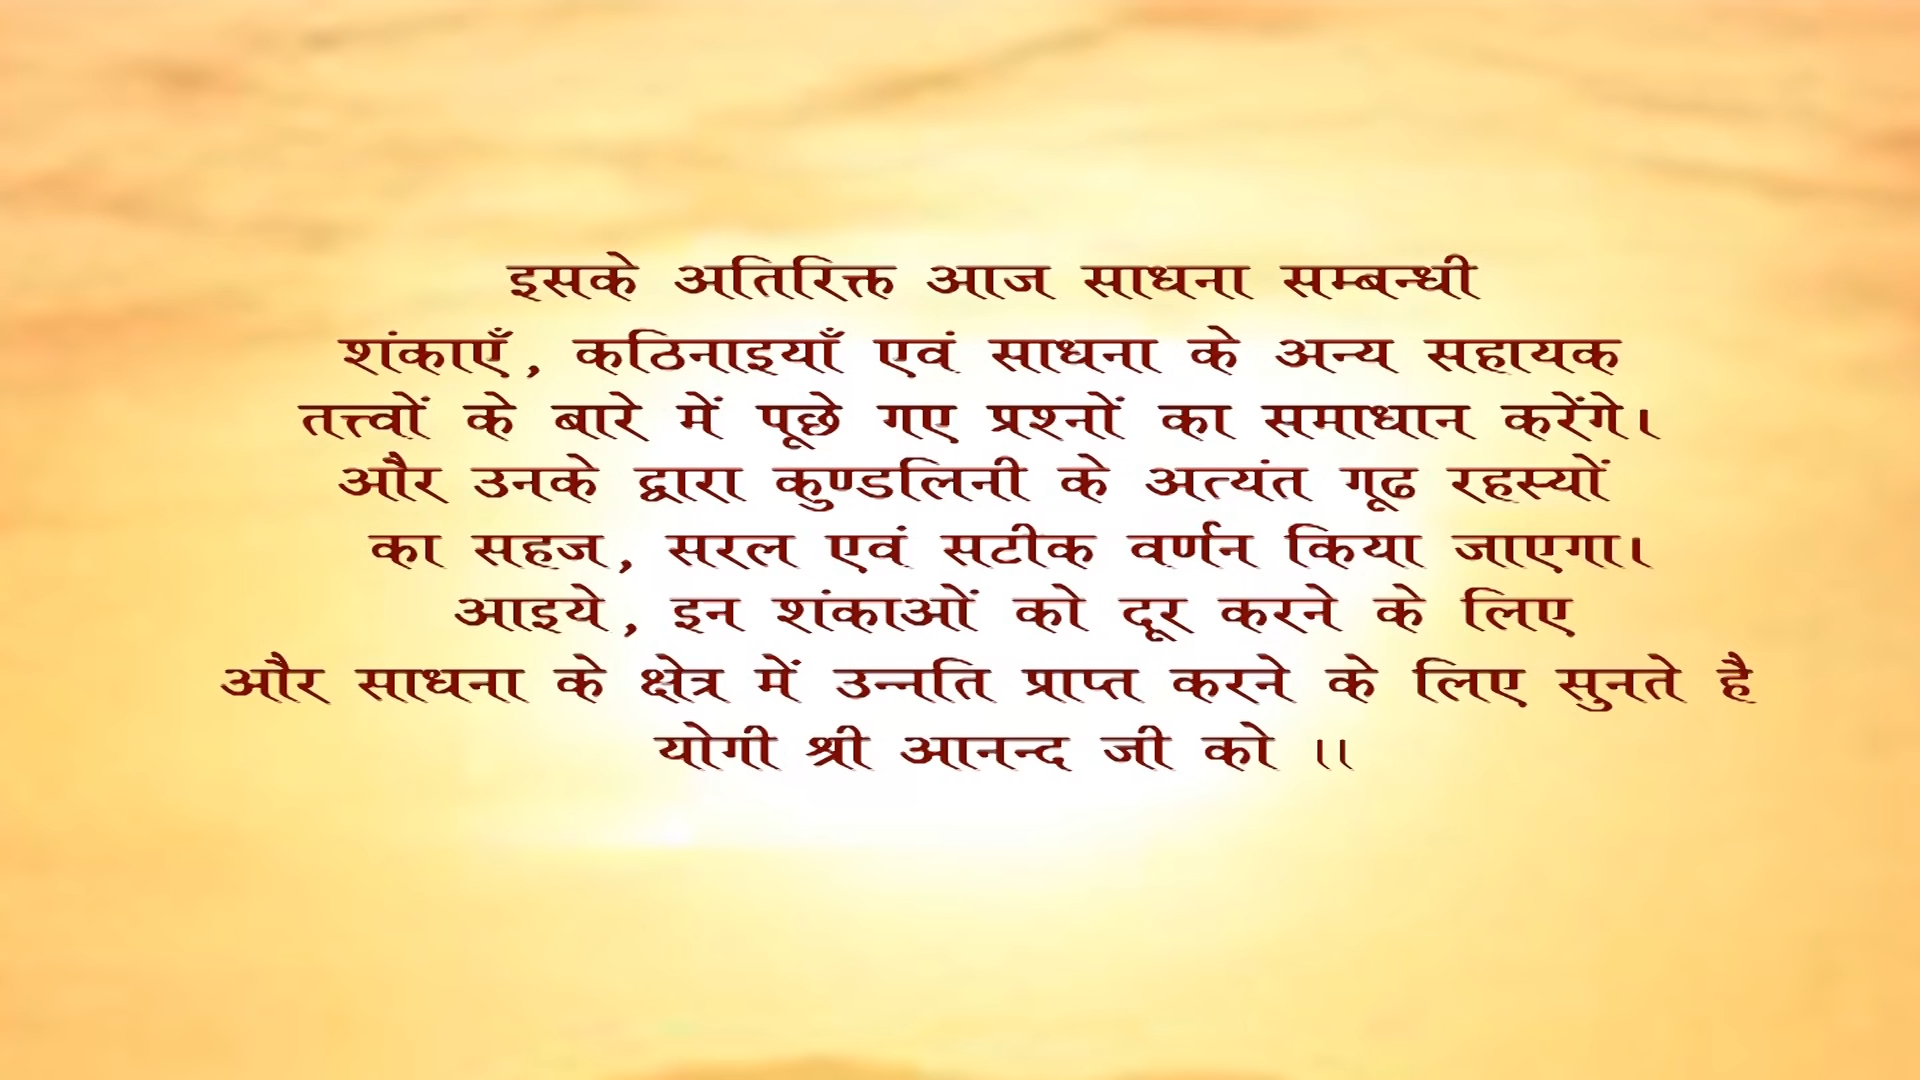 इसके अतिरिक्त आज साधना सम्बन्धी
शंकाएँ, कठिनाइयाँ एवं साधना के अन्य सहायक
तत्त्वों के बारे में पूछे गए प्रश्नों का समाधान करेंगे।
और उनके द्वारा कुण्डलिनी के अत्यंत गूढ रहस्यों
का सहज, सरल एवं सटीक वर्णन किया जाएगा।
आइये, इन शंकाओं को दूर करने के लिए
और साधना के क्षेत्र में उन्नति प्राप्त करने के लिए सुनते है
योगी श्री आनन्द जी को ।।